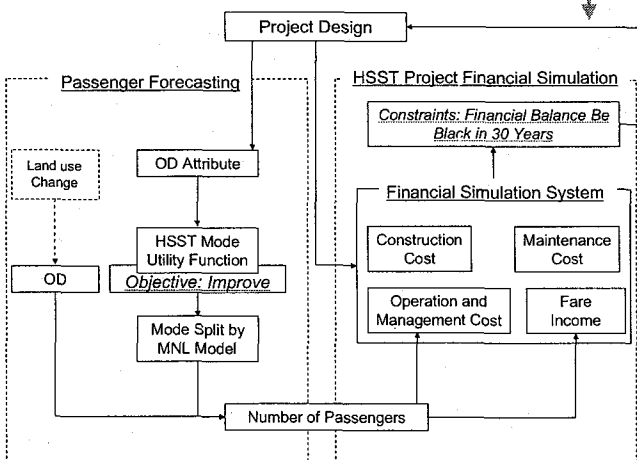 Project Design
Passenger Forecasting
HSST Project Financial Simulation
Constraints: Financial Balance Be
Black in 30 Years
Land use
Change
OD Attribute
Financial Simulation System
HSST Mode
Utility Function
Construction
Cost
Maintenance
Cost
OD
Objective: Improve
Operation and
Management Cost
Fare
Income
Mode Split by
MNL Model
Number of Passengers